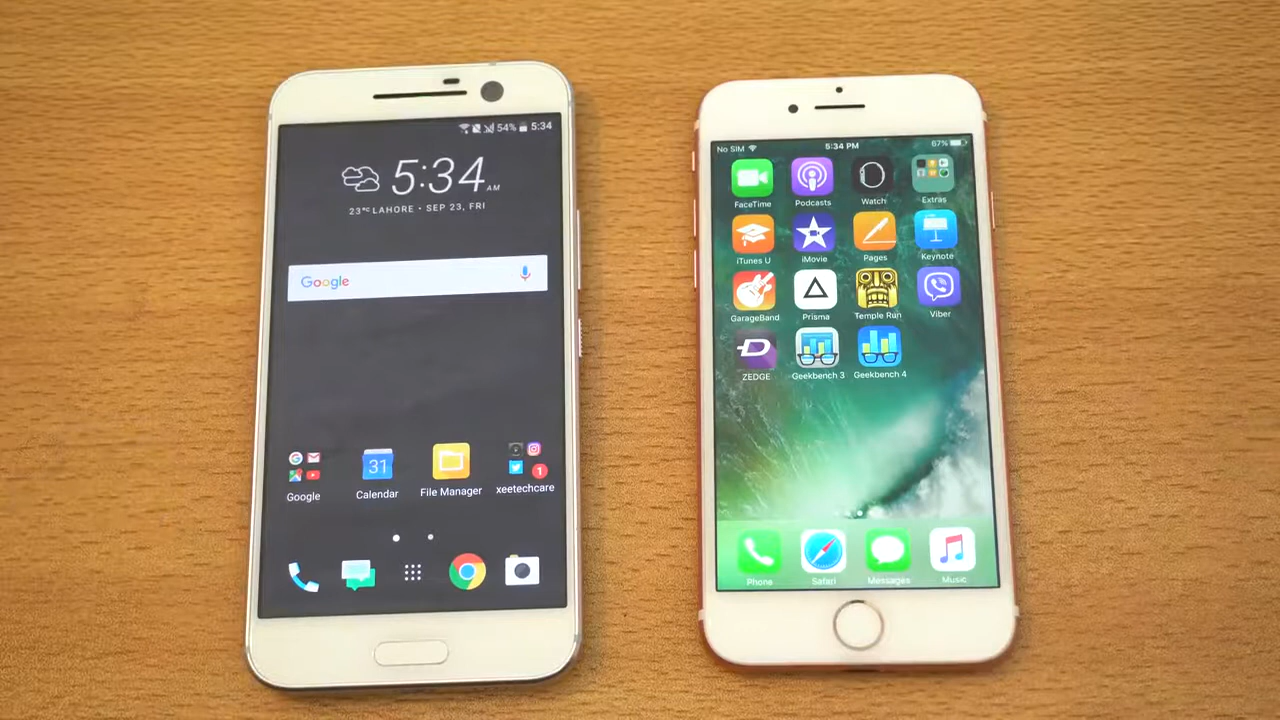 54% 5:34
5:34 AM
23°C LAHORE • SEP 23, FRI
Google
Google
31
Calendar
File Manager
1
xeetechcare
No SIM
5:34 PM
67%
FaceTime
Podcasts
Watch
Extras
iTunes U
iMovie
Pages
Keynote
GarageBand
Prisma
Temple Run
Viber
ZEDGE
Geekbench 3
Geekbench 4
Phone
Safari
Messages
Music